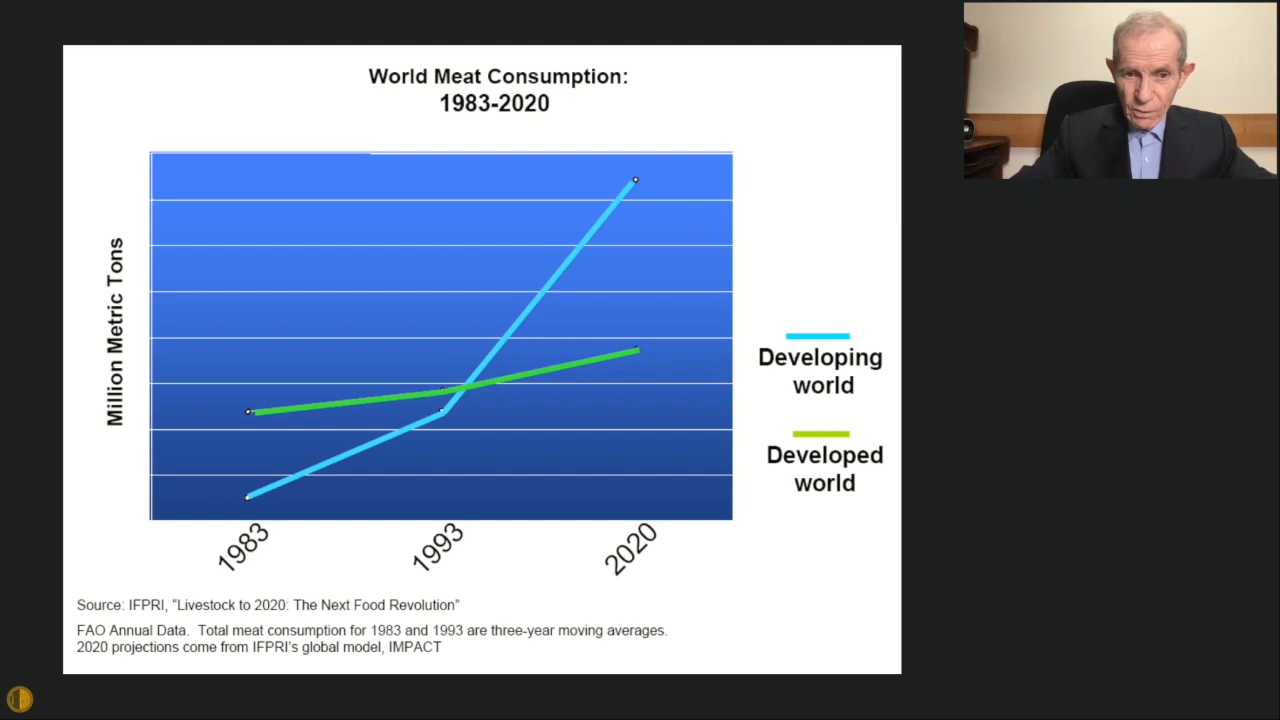 World Meat Consumption:
1983-2020
Million Metric Tons
Developing
world
Developed
world
1983
1993
2020
Source: IFPRI, “Livestock to 2020: The Next Food Revolution”
FAO Annual Data. Total meat consumption for 1983 and 1993 are three-year moving averages.
2020 projections come from IFPRI’s global model, IMPACT